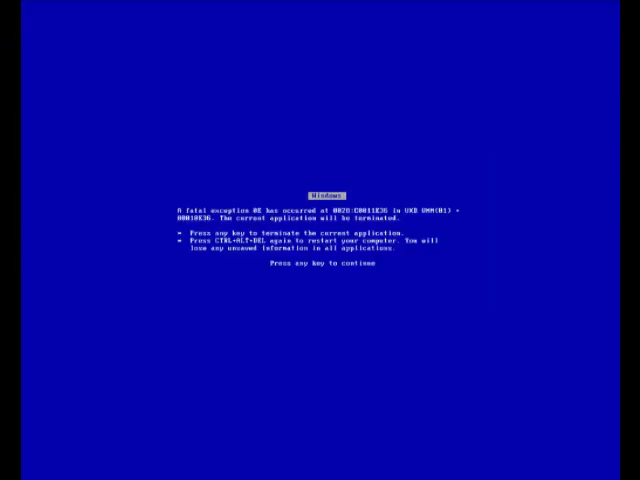 Windows
A fatal exception 0E has occurred at 0028:C0011E36 in VXD VMM(01) +
00010E36. The current application will be terminated.
* Press any key to terminate the current application.
* Press CTRL+ALT+DEL again to restart your computer. You will
lose any unsaved information in all applications.
Press any key to continue